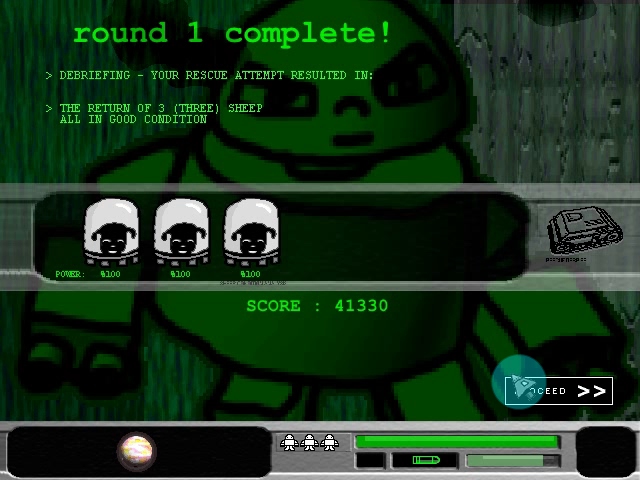 round 1 complete!
> DEBRIEFING - YOUR RESCUE ATTEMPT RESULTED IN:
> THE RETURN OF 3 (THREE) SHEEP
ALL IN GOOD CONDITION
POWER: %100 %100 %100
SCORE : 41330
>>